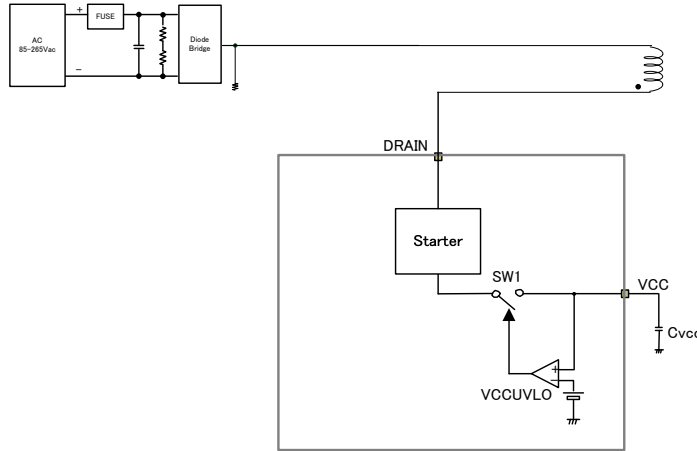 +
FUSE
AC
85-265Vac
Diode
Bridge
−
DRAIN
Starter
SW1
VCC
Cvcc
+
−
VCCUVLO